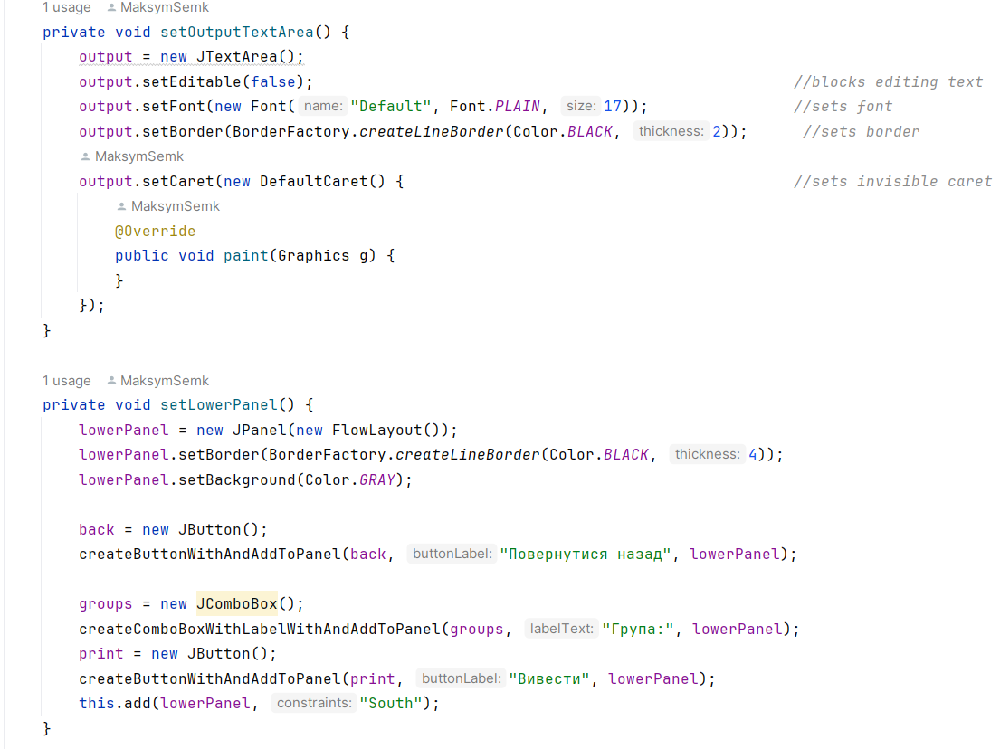 1 usage MaksymSemk
private void setOutputTextArea() {
output = new JTextArea();
output.setEditable(false); //blocks editing text
output.setFont(new Font( name: "Default", Font.PLAIN, size: 17)); //sets font
output.setBorder(BorderFactory.createLineBorder(Color.BLACK, thickness: 2)); //sets border
MaksymSemk
output.setCaret(new DefaultCaret() { //sets invisible caret
MaksymSemk
@Override
public void paint(Graphics g) {
}
});
}
1 usage MaksymSemk
private void setLowerPanel() {
lowerPanel = new JPanel(new FlowLayout());
lowerPanel.setBorder(BorderFactory.createLineBorder(Color.BLACK, thickness: 4));
lowerPanel.setBackground(Color.GRAY);
back = new JButton();
createButtonWithAndAddToPanel(back, buttonLabel: "Повернутися назад", lowerPanel);
groups = new JComboBox();
createComboBoxWithLabelWithAndAddToPanel(groups, labelText: "Група:", lowerPanel);
print = new JButton();
createButtonWithAndAddToPanel(print, buttonLabel: "Вивести", lowerPanel);
this.add(lowerPanel, constraints: "South");
}